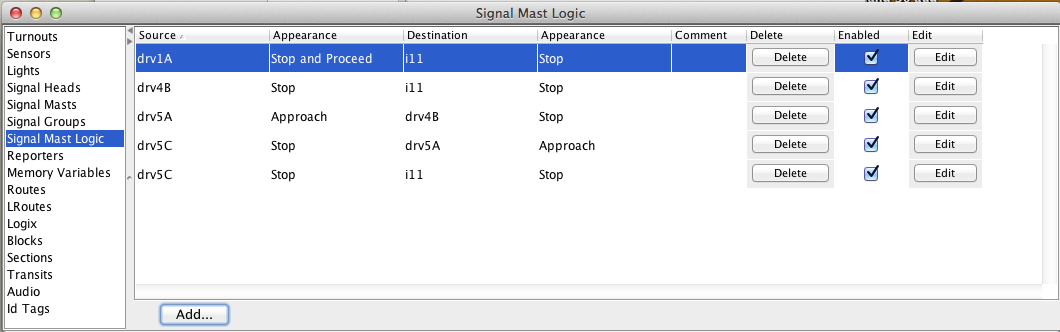 Signal Mast Logic
Turnouts
Sensors
Lights
Signal Heads
Signal Masts
Signal Groups
Signal Mast Logic
Reporters
Memory Variables
Routes
LRoutes
Logix
Blocks
Sections
Transits
Audio
Id Tags
Source Appearance Destination Appearance Comment Delete Enabled Edit
drv1A Stop and Proceed i11 Stop Delete Edit
drv4B Stop i11 Stop Delete Edit
drv5A Approach drv4B Stop Delete Edit
drv5C Stop drv5A Approach Delete Edit
drv5C Stop i11 Stop Delete Edit
Add...